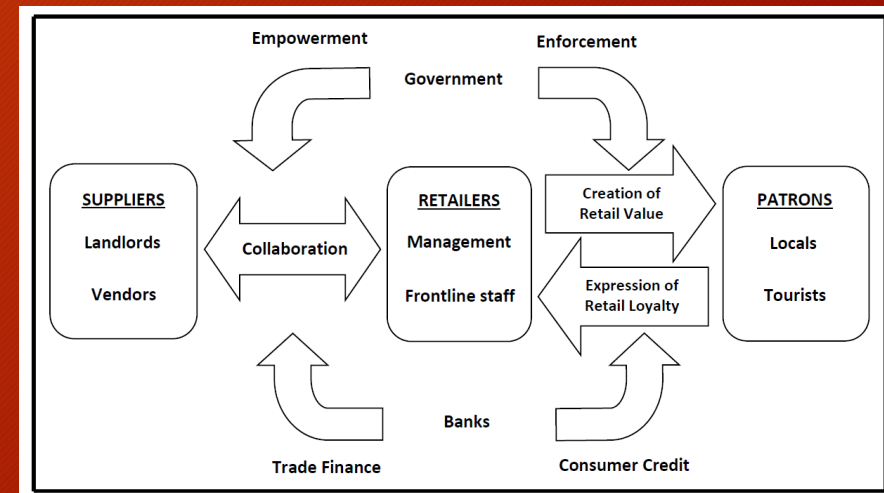 Empowerment
Enforcement
Government
SUPPLIERS
Landlords
Vendors
Collaboration
RETAILERS
Management
Frontline staff
Creation of
Retail Value
Expression of
Retail Loyalty
PATRONS
Locals
Tourists
Banks
Trade Finance
Consumer Credit